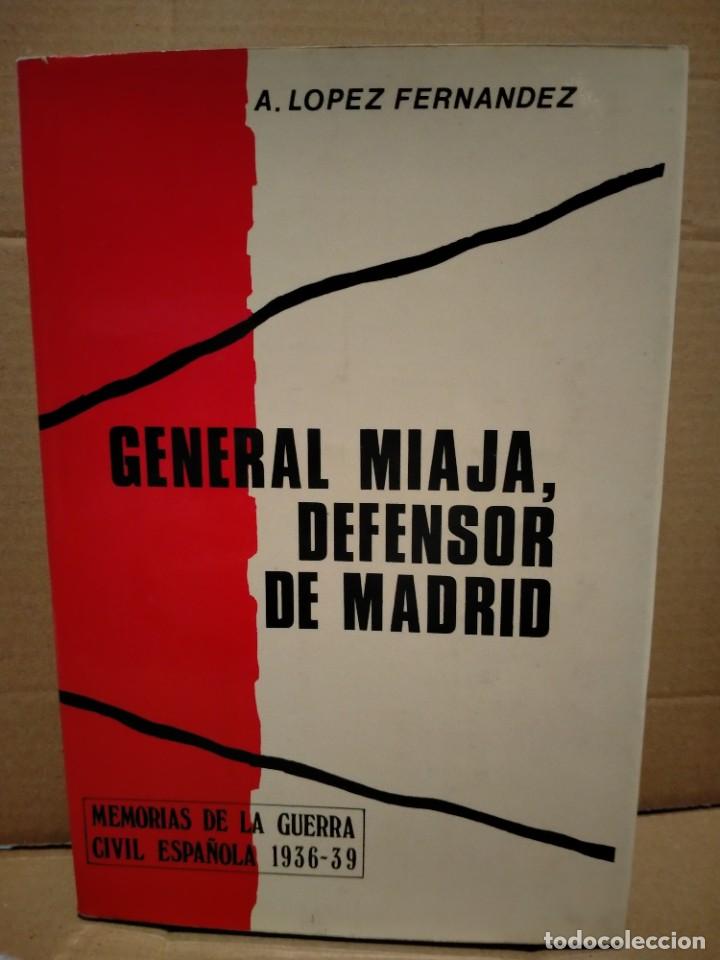 A. LOPEZ FERNANDEZ
GENERAL MIAJA,
DEFENSOR
DE MADRID
MEMORIAS DE LA GUERRA
CIVIL ESPAÑOLA 1936-39
todocoleccion